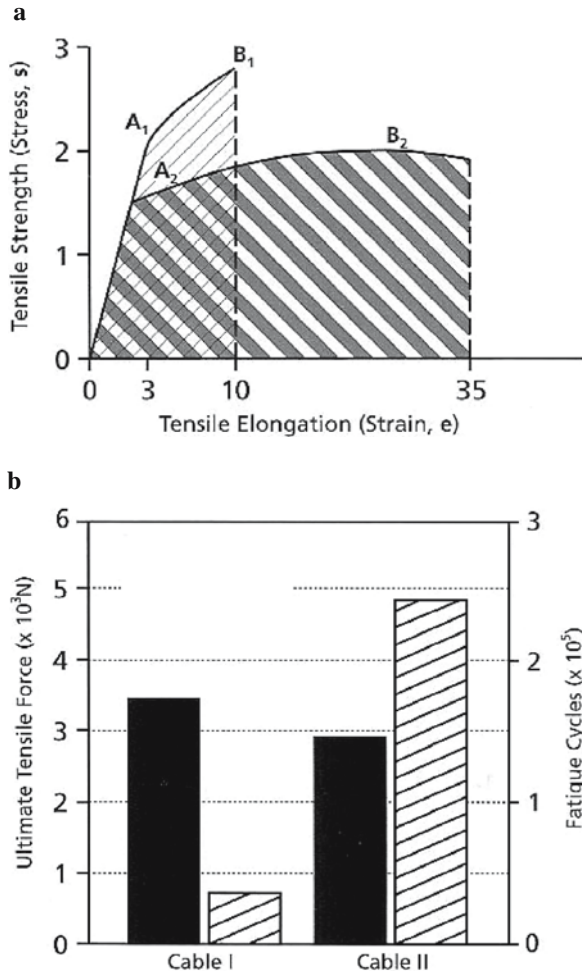 a
Tensile Strength (Stress, s)
3
2
1
0
A1
B1
A2
B2
0 3 10 35
Tensile Elongation (Strain, e)
b
Ultimate Tensile Force (x 10³N)
6
5
4
3
2
1
0
3
2
1
0
Fatique Cycles (x 10⁵)
Cable I Cable II